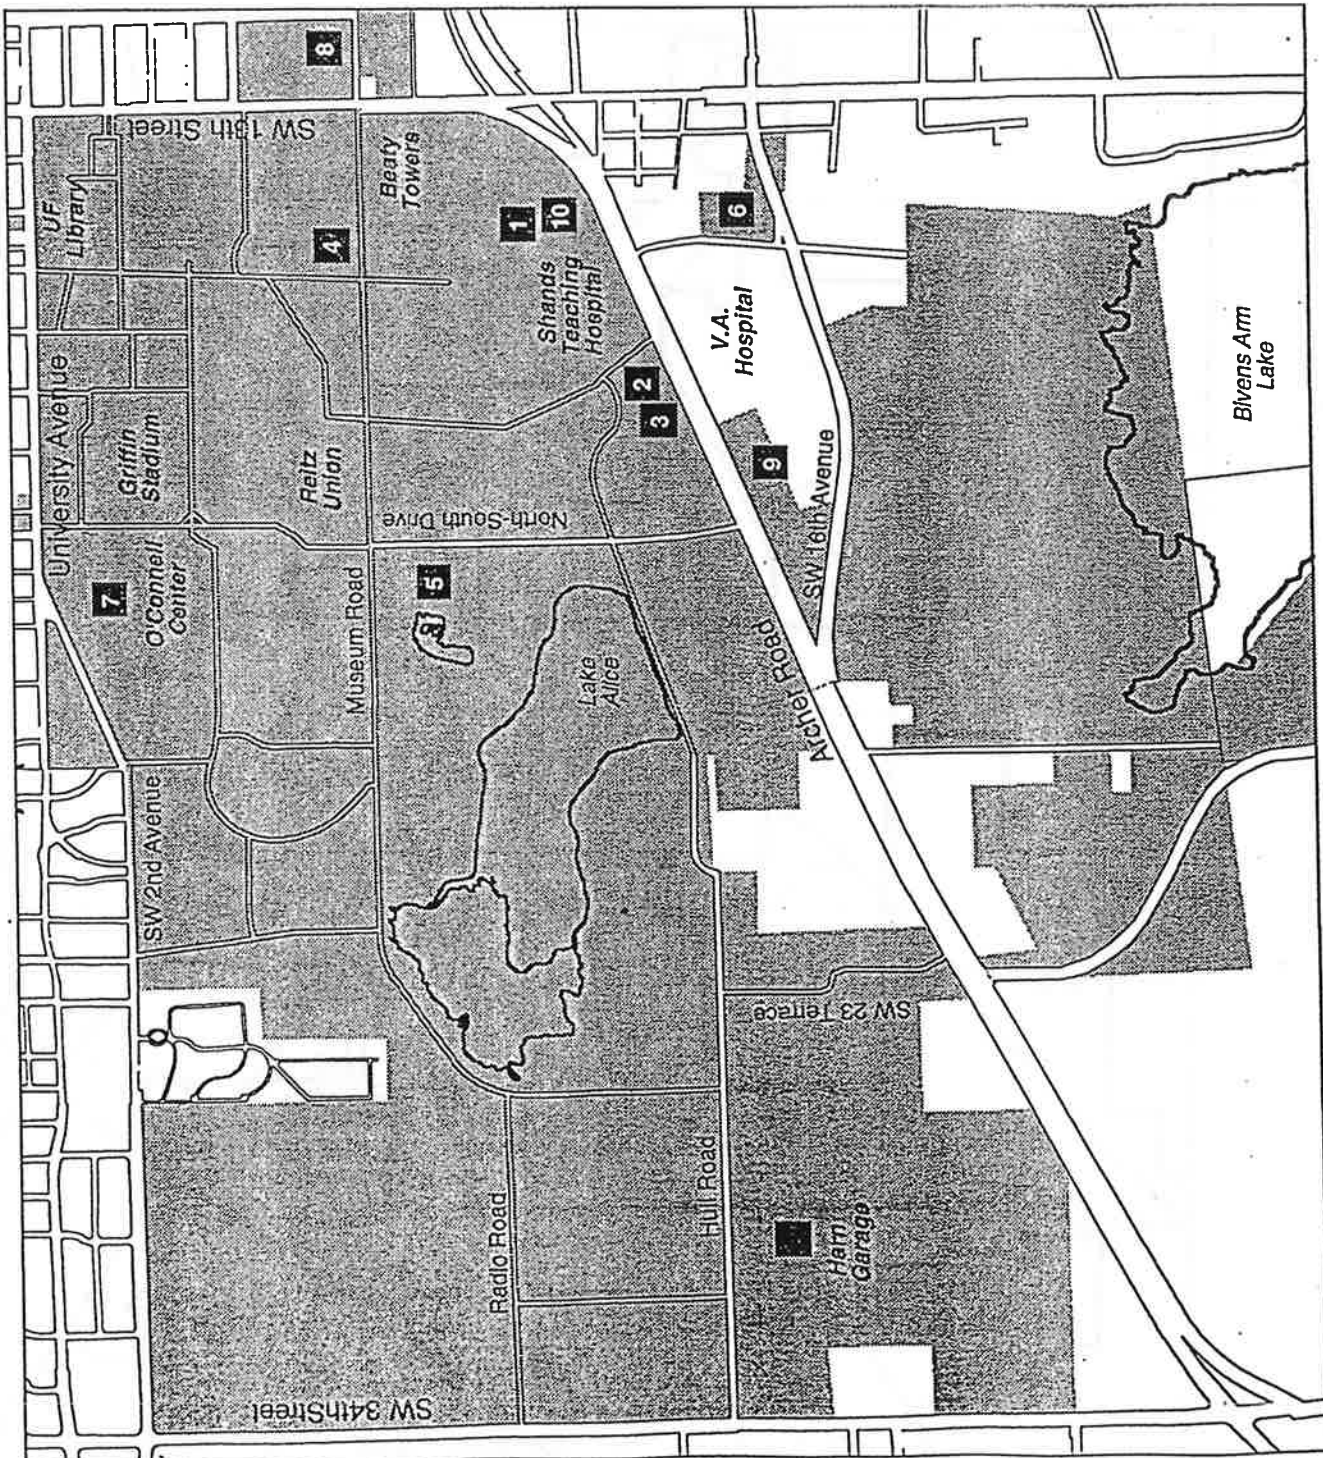 University Avenue
UF
Library
7
Griffin
Stadium
O'Connell
Center
SW 2nd Avenue
SW 13th Street
8
4
Reitz
Union
Museum Road
Beaty
Towers
SW 34thStreet
5
North-South Drive
1
10
Radio Road
Shands
Teaching
Hospital
Lake
Alice
2
3
Hull Road
V.A.
Hospital
6
9
Archer Road
SW 16th Avenue
SW 23 Terrace
Harn
Garage
Bivens Arm
Lake